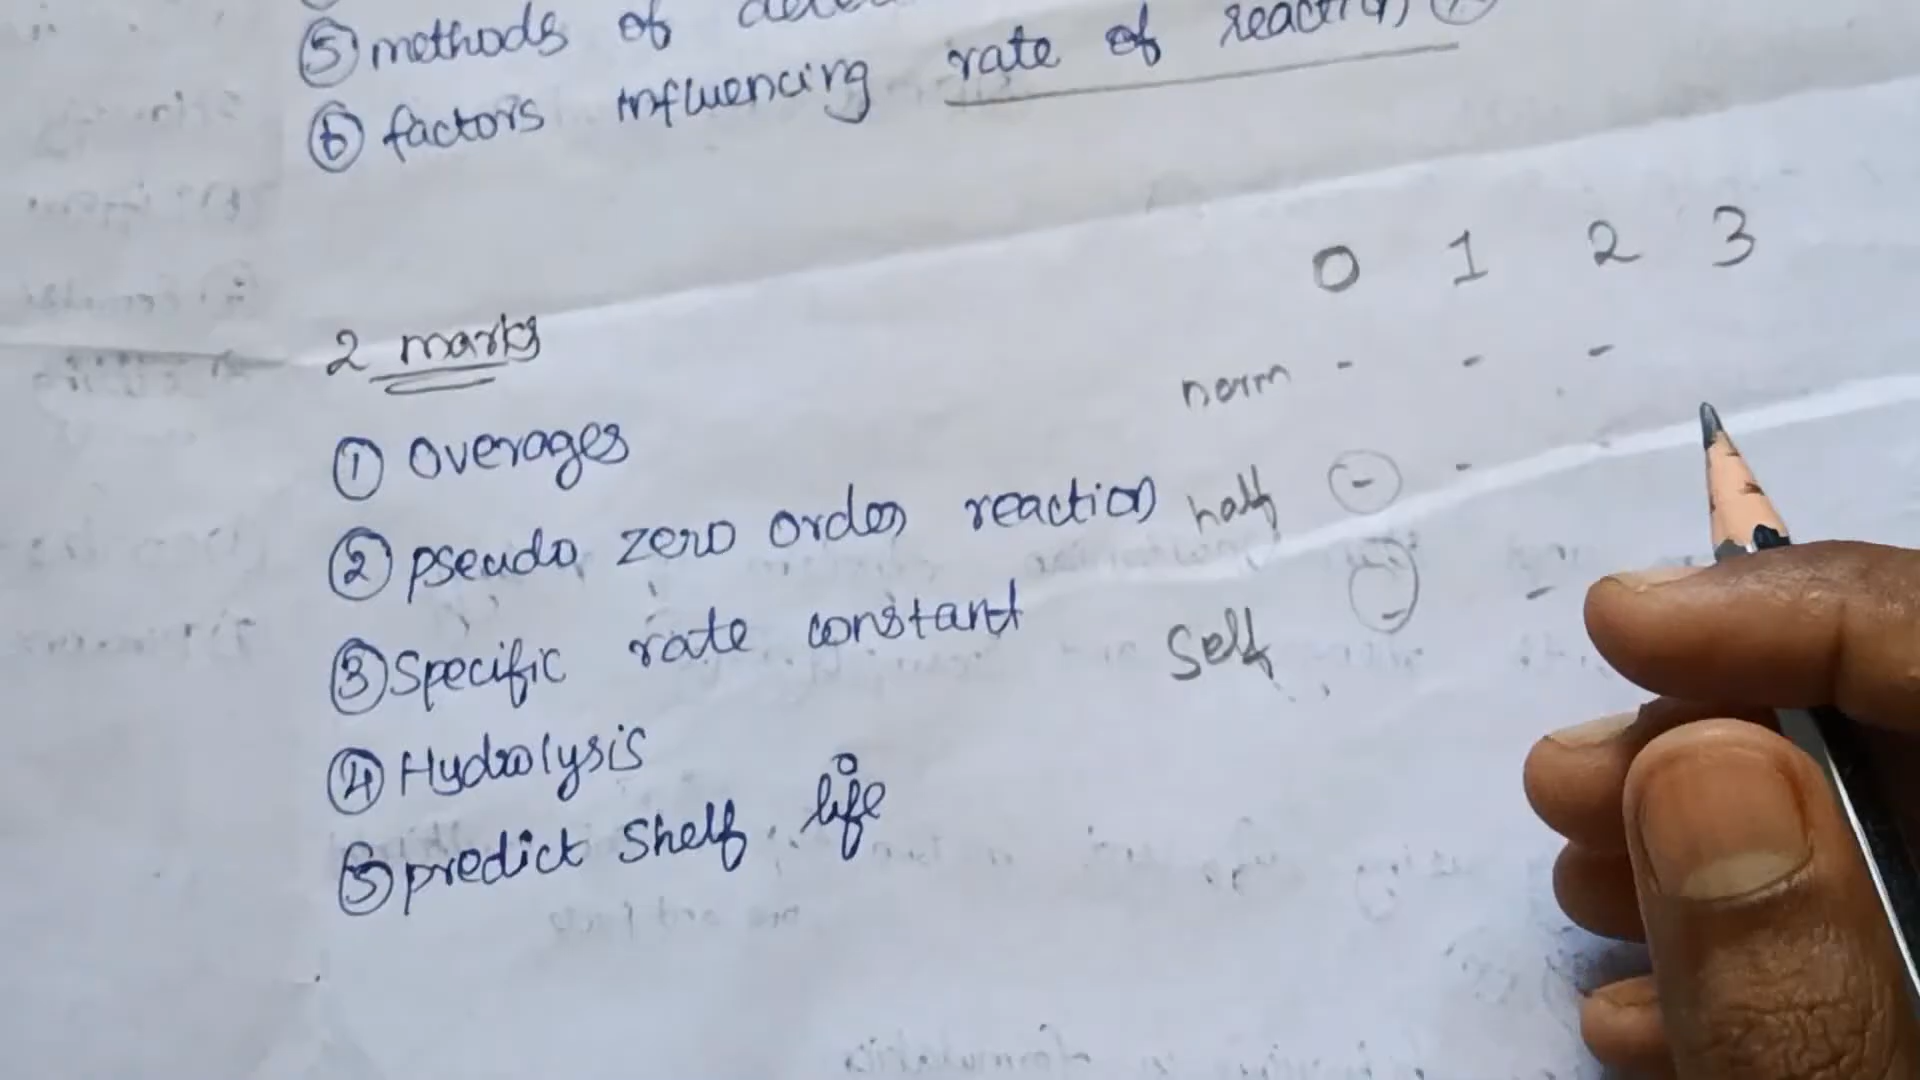 ⑤ methods of
⑥ factors influencing rate of reaction
0 1 2 3
2 marks
norm - - -
① Overages
② pseudo zero order reaction
half - -
③ Specific rate constant
Self - -
④ Hydrolysis
⑤ predict Shelf life